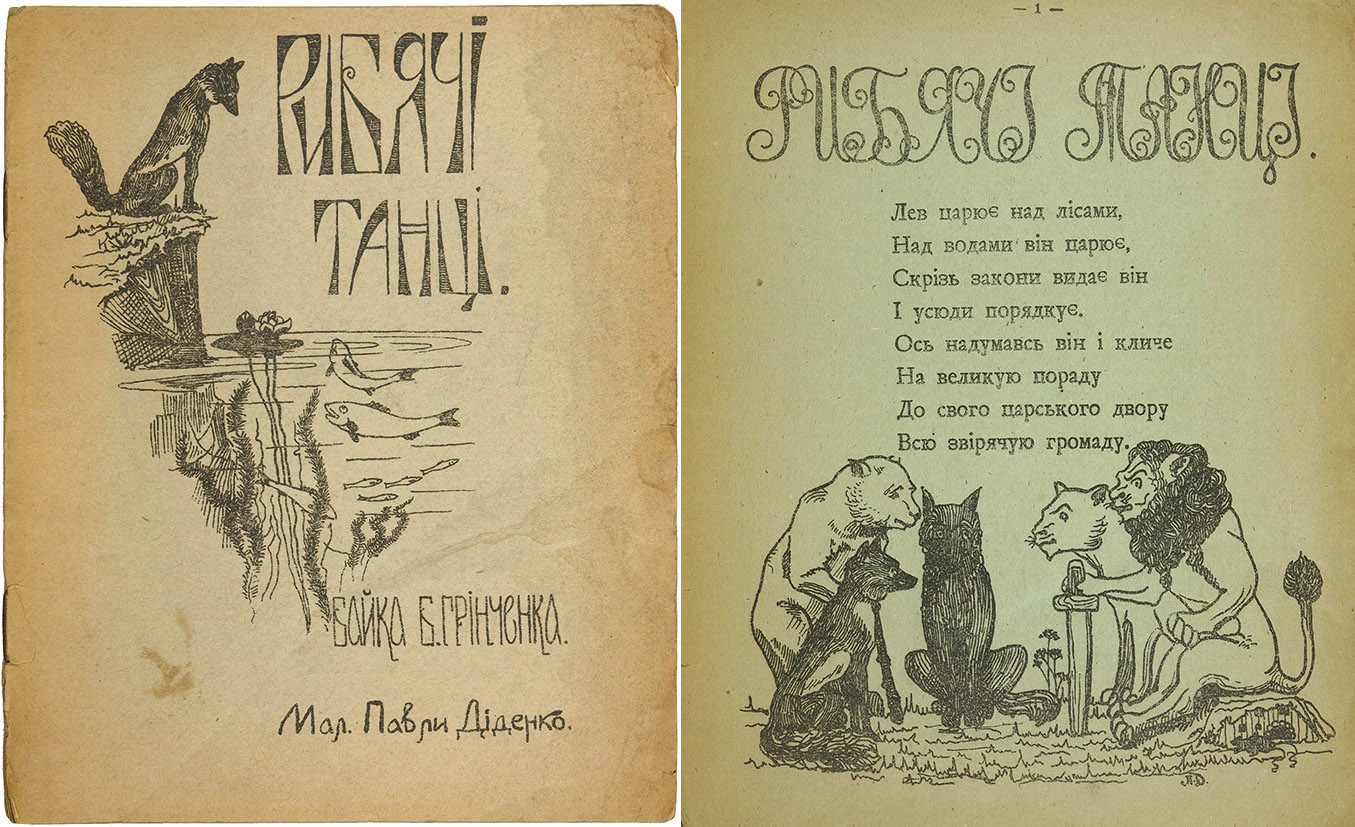 РИБЯЧІ
ТАНЦІ.
БАЙКА Б. ГРІНЧЕНКА.
Мал. Павли Діденко.
— 1 —
РИБЯЧІ ТАНЦІ.
Лев царює над лісами,
Над водами він царює,
Скрізь закони видає він
І усюди порядкує.
Ось надумавсь він і кличе
На великую пораду
До свого царського двору
Всю звірячую громаду.
П.Д.